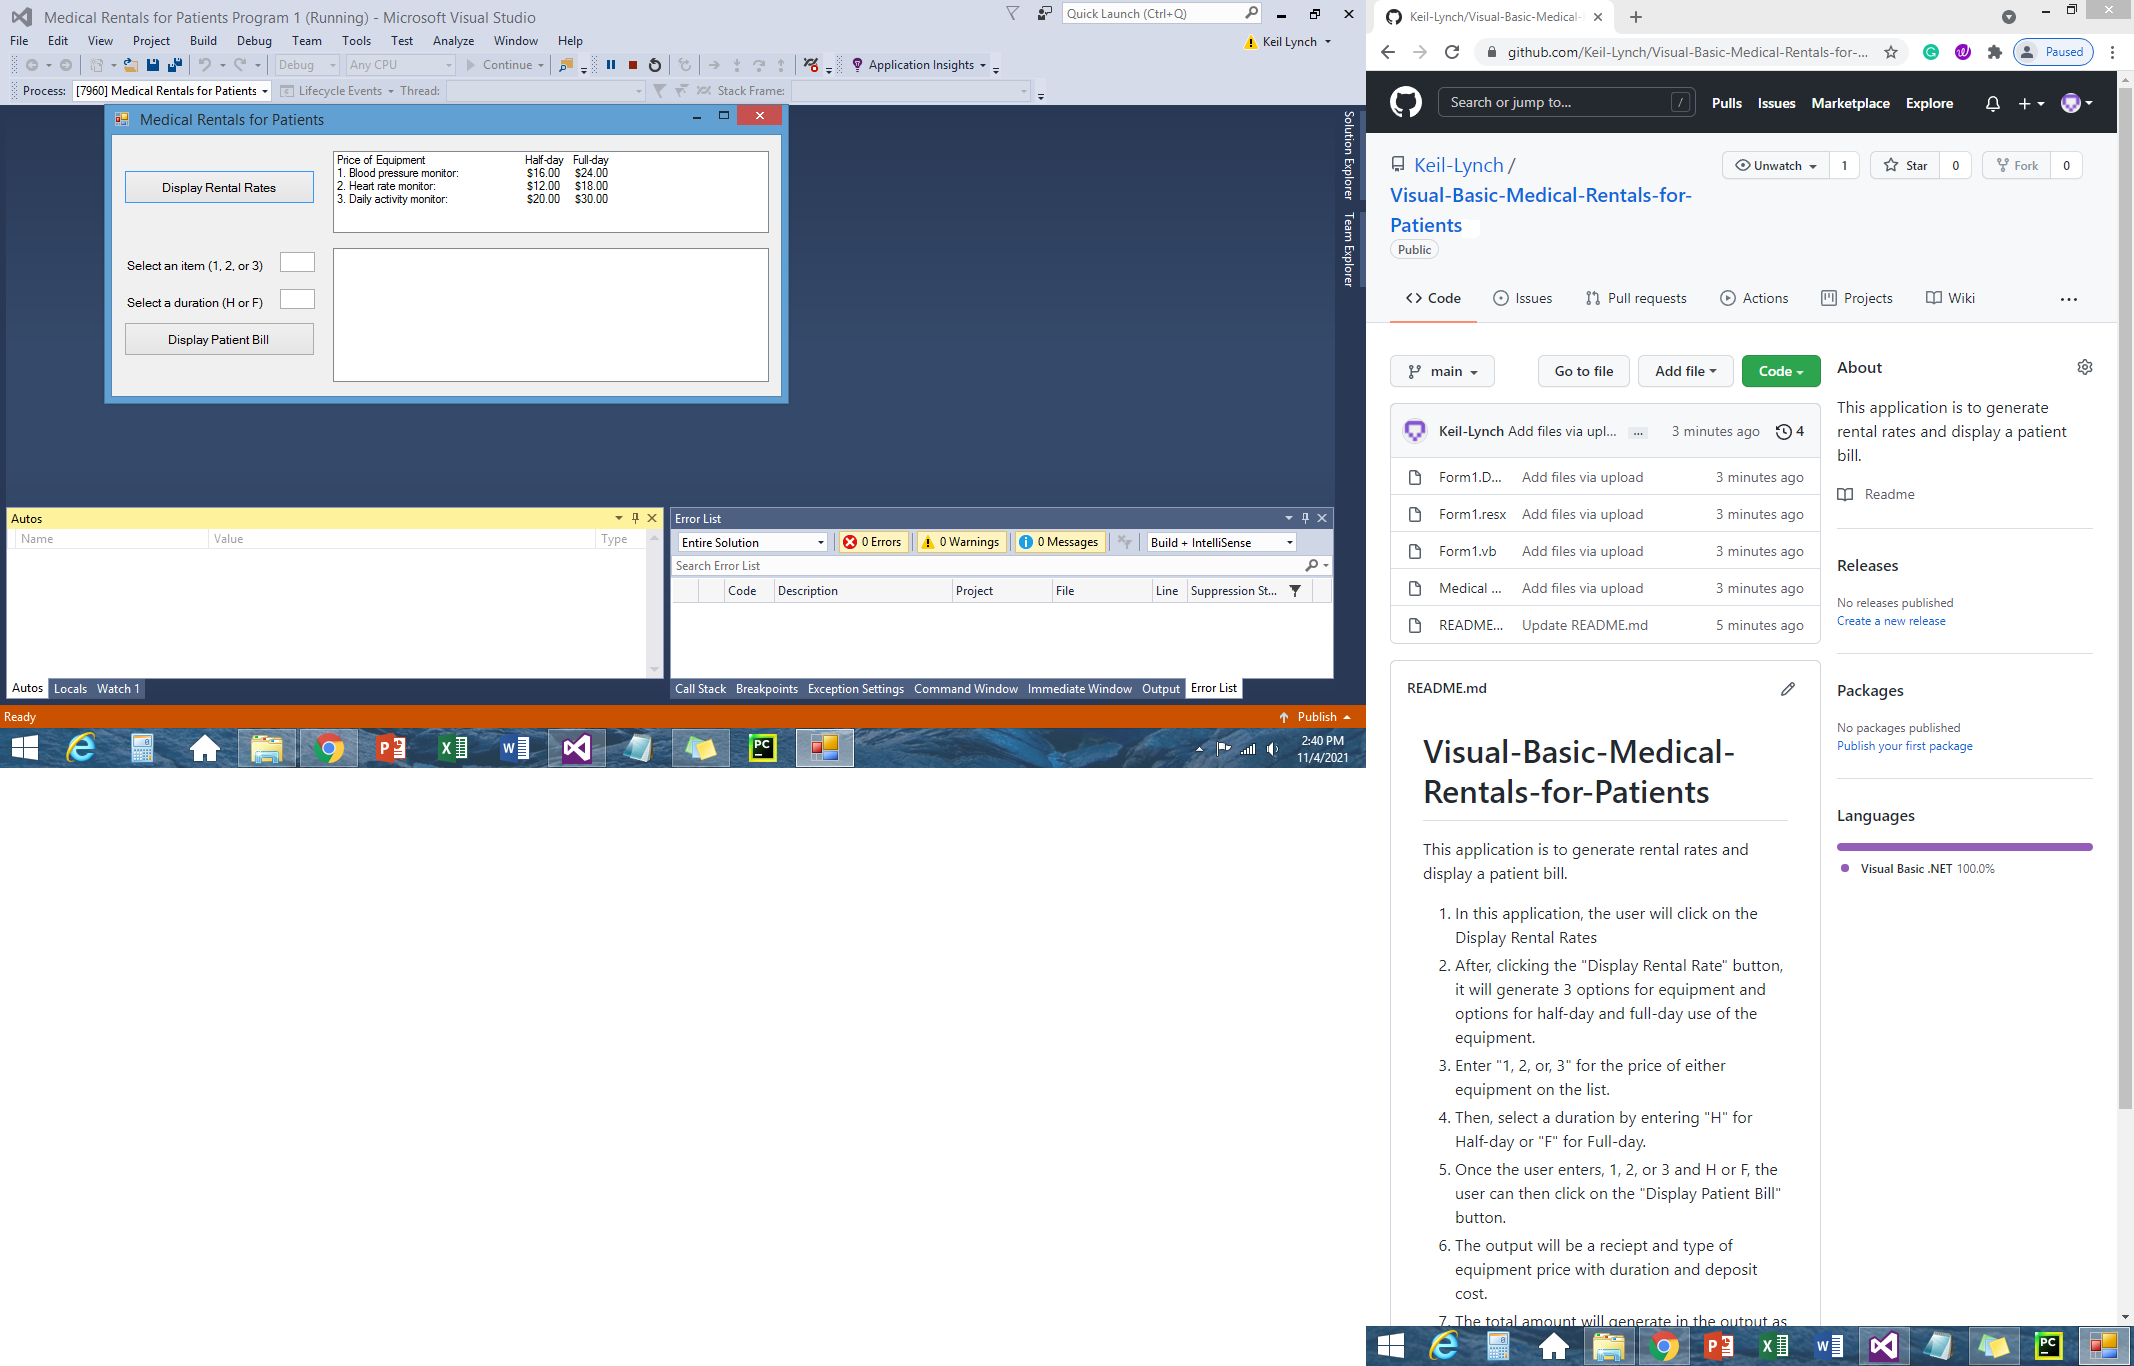 Medical Rentals for Patients Program 1 (Running) - Microsoft Visual Studio
Quick Launch (Ctrl+Q)
File Edit View Project Build Debug Team Tools Test Analyze Window Help
Keil Lynch
Debug Any CPU Continue Application Insights
Process: [7960] Medical Rentals for Patients Lifecycle Events Thread: Stack Frame:
Medical Rentals for Patients
Display Rental Rates
Price of Equipment Half-day Full-day
1. Blood pressure monitor: $16.00 $24.00
2. Heart rate monitor: $12.00 $18.00
3. Daily activity monitor: $20.00 $30.00
Select an item (1, 2, or 3)
Select a duration (H or F)
Display Patient Bill
Solution Explorer
Team Explorer
Autos
Name Value Type
Autos Locals Watch 1
Error List
Entire Solution 0 Errors 0 Warnings 0 Messages Build + IntelliSense
Search Error List
Code Description Project File Line Suppression St...
Call Stack Breakpoints Exception Settings Command Window Immediate Window Output Error List
Ready
Publish
2:40 PM
11/4/2021
Keil-Lynch/Visual-Basic-Medical-
github.com/Keil-Lynch/Visual-Basic-Medical-Rentals-for-...
Paused
Search or jump to... /
Pulls Issues Marketplace Explore
Keil-Lynch /
Visual-Basic-Medical-Rentals-for-
Patients
Public
Unwatch 1 Star 0 Fork 0
Code Issues Pull requests Actions Projects Wiki ...
main Go to file Add file Code
Keil-Lynch Add files via upl... ... 3 minutes ago 4
Form1.D... Add files via upload 3 minutes ago
Form1.resx Add files via upload 3 minutes ago
Form1.vb Add files via upload 3 minutes ago
Medical ... Add files via upload 3 minutes ago
README... Update README.md 5 minutes ago
README.md
Visual-Basic-Medical-
Rentals-for-Patients
This application is to generate rental rates and
display a patient bill.
1. In this application, the user will click on the
Display Rental Rates
2. After, clicking the "Display Rental Rate" button,
it will generate 3 options for equipment and
options for half-day and full-day use of the
equipment.
3. Enter "1, 2, or, 3" for the price of either
equipment on the list.
4. Then, select a duration by entering "H" for
Half-day or "F" for Full-day.
5. Once the user enters, 1, 2, or 3 and H or F, the
user can then click on the "Display Patient Bill"
button.
6. The output will be a reciept and type of
equipment price with duration and deposit
cost.
7. The total amount will generate in the output as
About
This application is to generate
rental rates and display a patient
bill.
Readme
Releases
No releases published
Create a new release
Packages
No packages published
Publish your first package
Languages
Visual Basic .NET 100.0%